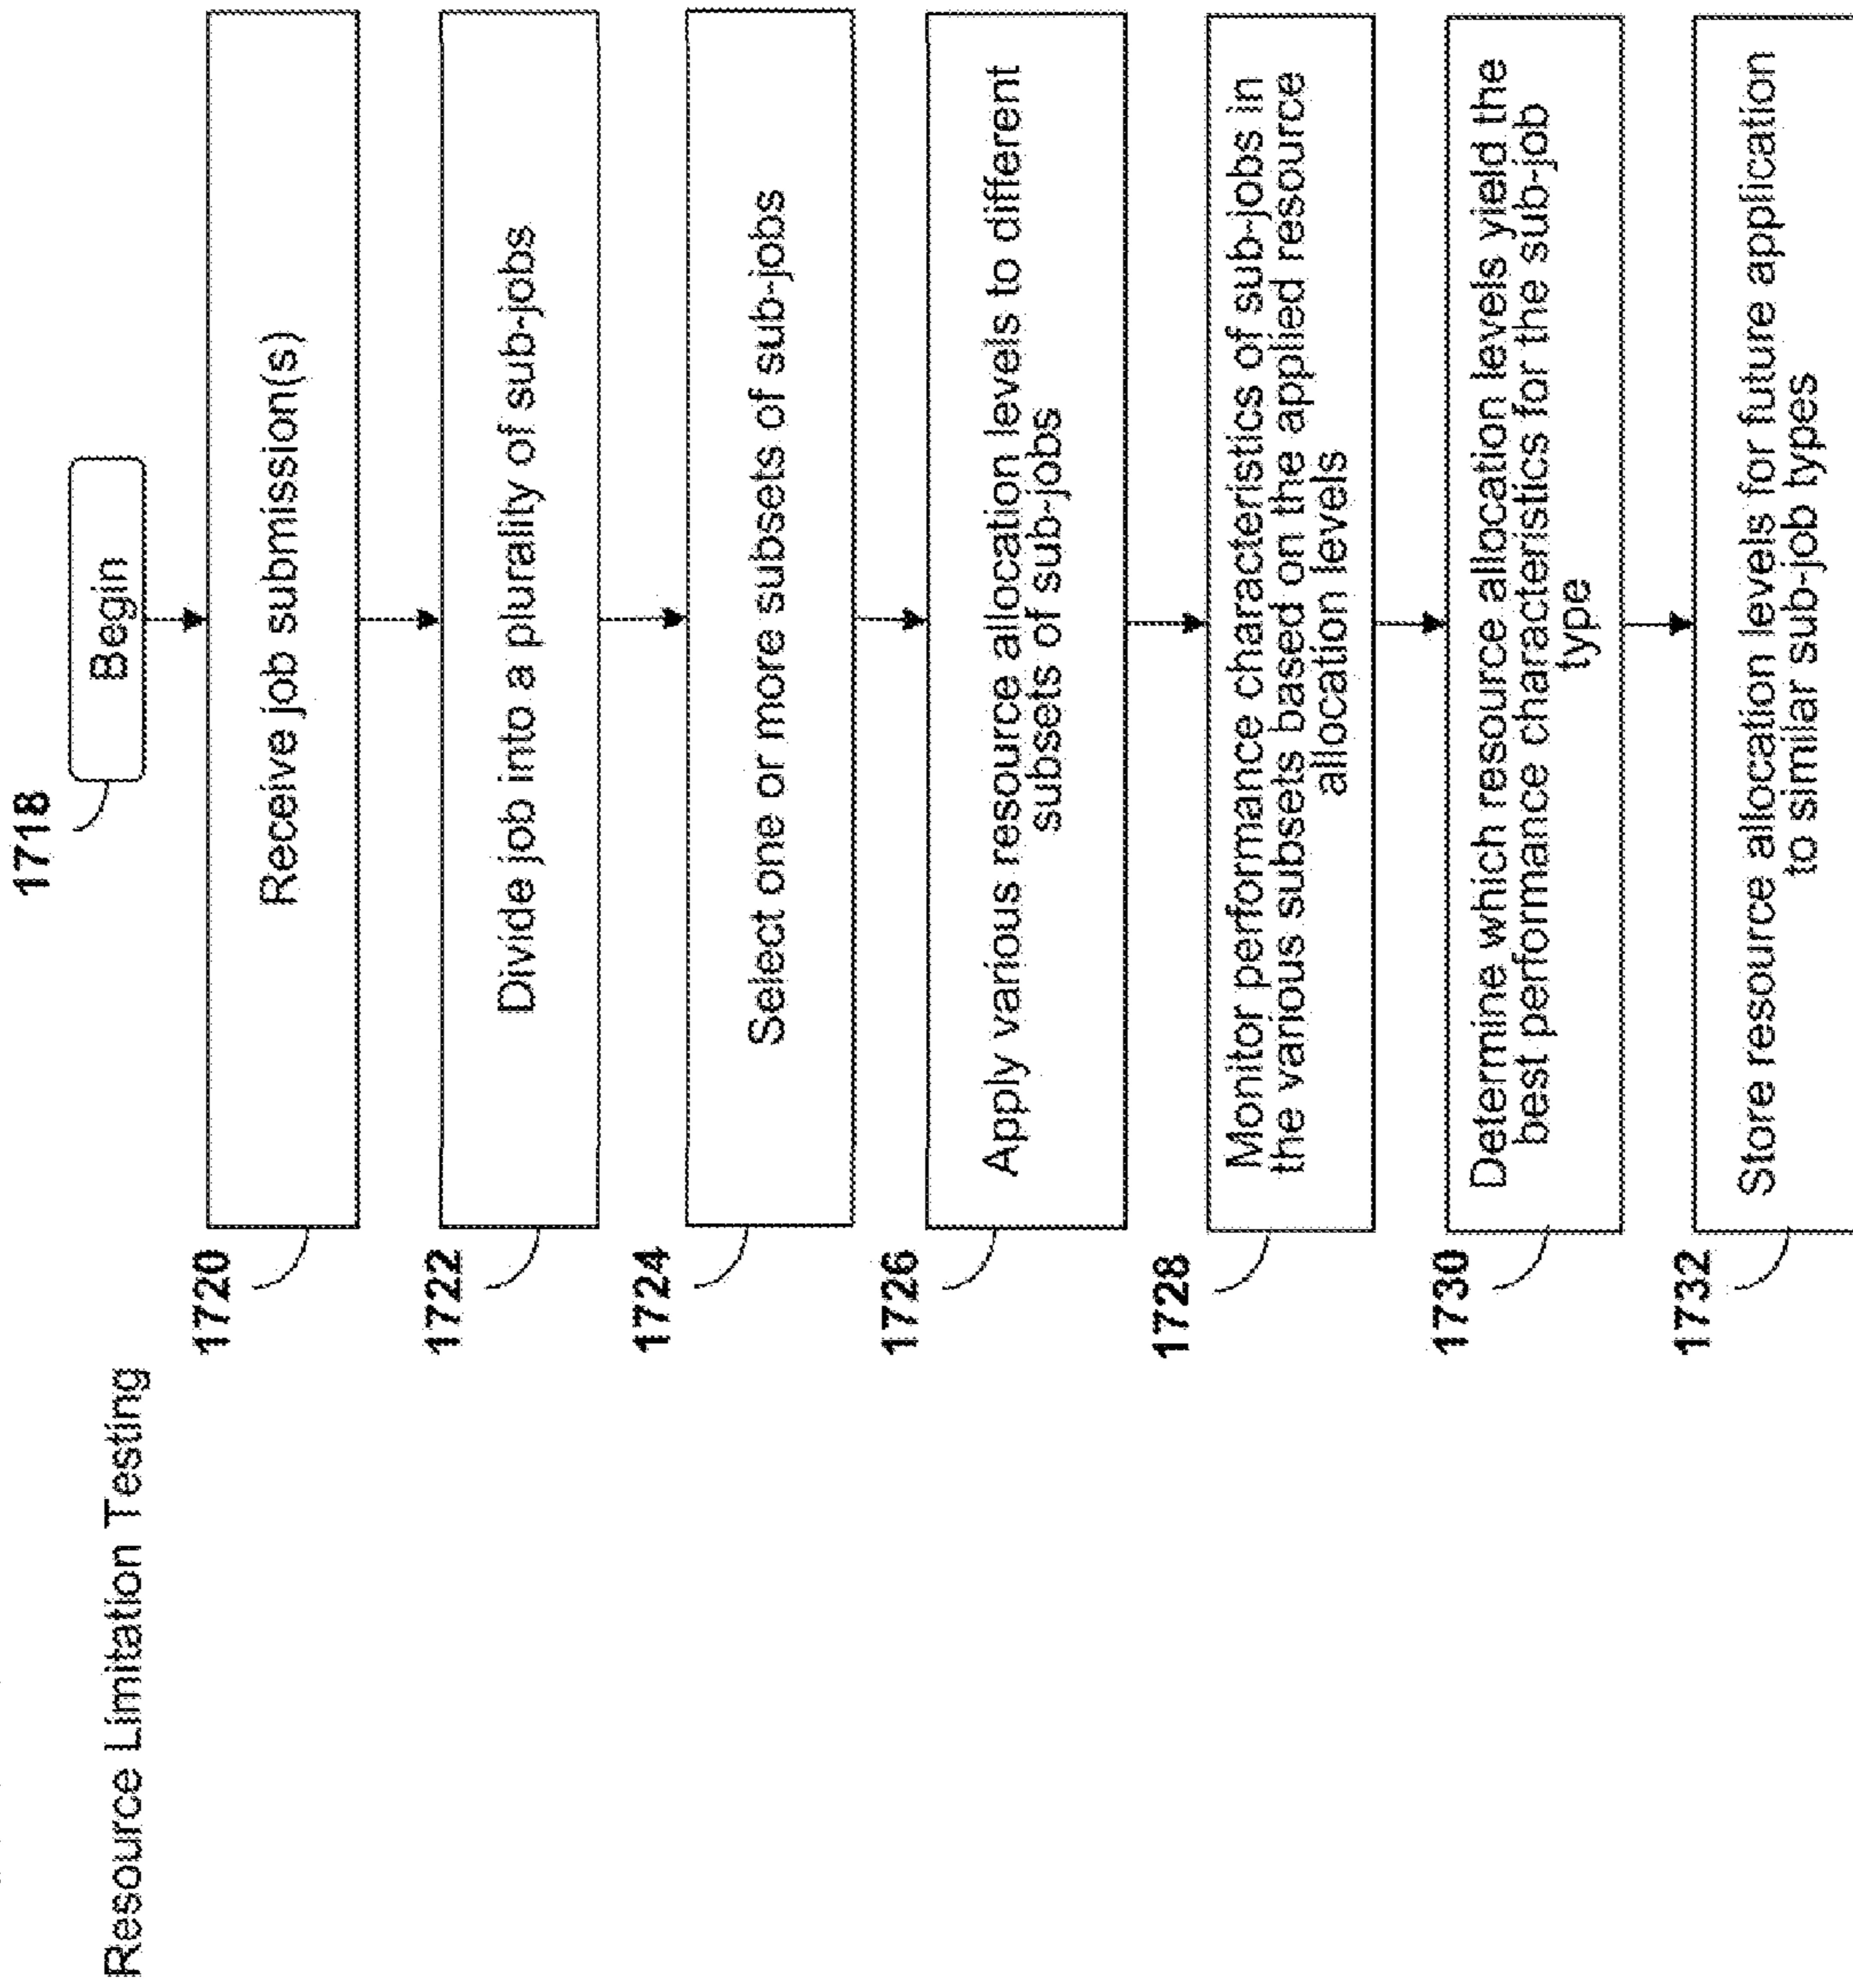 Resource Limitation Testing
1718
Begin
1720
Receive job submission(s)
1722
Divide job into a plurality of sub-jobs
1724
Select one or more subsets of sub-jobs
1726
Apply various resource allocation levels to different
subsets of sub-jobs
1728
Monitor performance characteristics of sub-jobs in
the various subsets based on the applied resource
allocation levels
1730
Determine which resource allocation levels yield the
best performance characteristics for the sub-job
type
1732
Store resource allocation levels for future application
to similar sub-job types